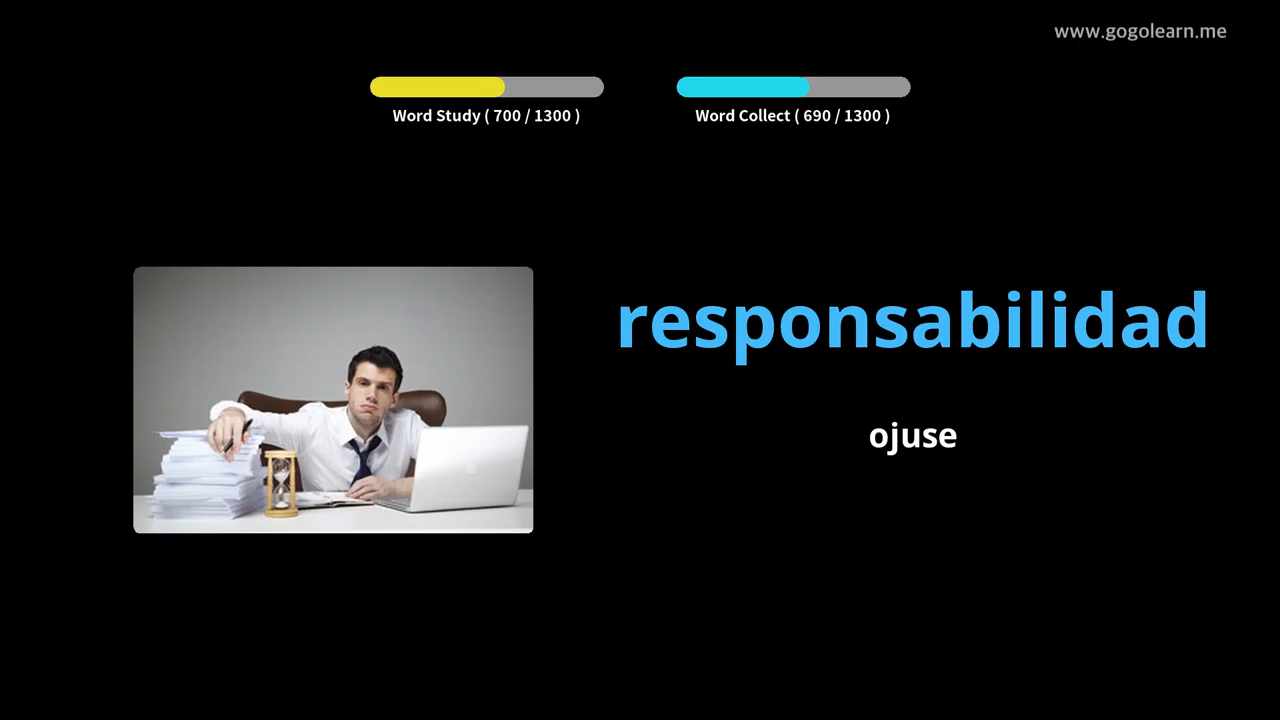 www.gogolearn.me
Word Study ( 700 / 1300 )
Word Collect ( 690 / 1300 )
responsabilidad
ojuse